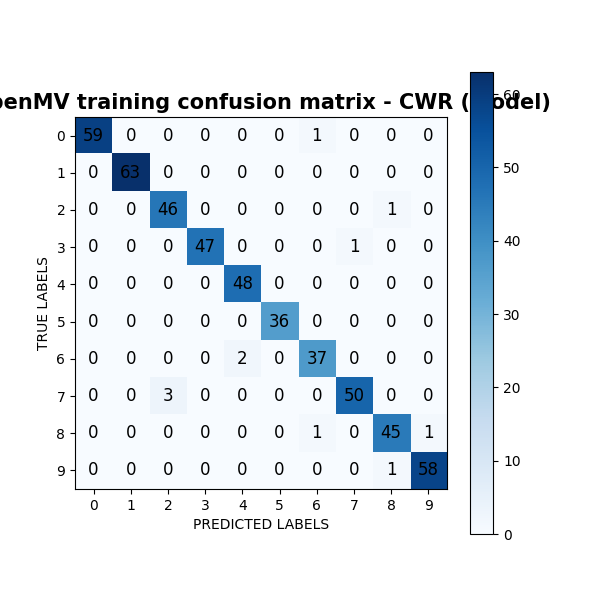 penMV training confusion matrix - CWR ( odel)
0 59 0 0 0 0 0 1 0 0 0
1 0 63 0 0 0 0 0 0 0 0
2 0 0 46 0 0 0 0 0 1 0
3 0 0 0 47 0 0 0 1 0 0
4 0 0 0 0 48 0 0 0 0 0
5 0 0 0 0 0 36 0 0 0 0
6 0 0 0 0 2 0 37 0 0 0
7 0 0 3 0 0 0 0 50 0 0
8 0 0 0 0 0 0 1 0 45 1
9 0 0 0 0 0 0 0 0 1 58
0 1 2 3 4 5 6 7 8 9
TRUE LABELS
PREDICTED LABELS
60
50
40
30
20
10
0